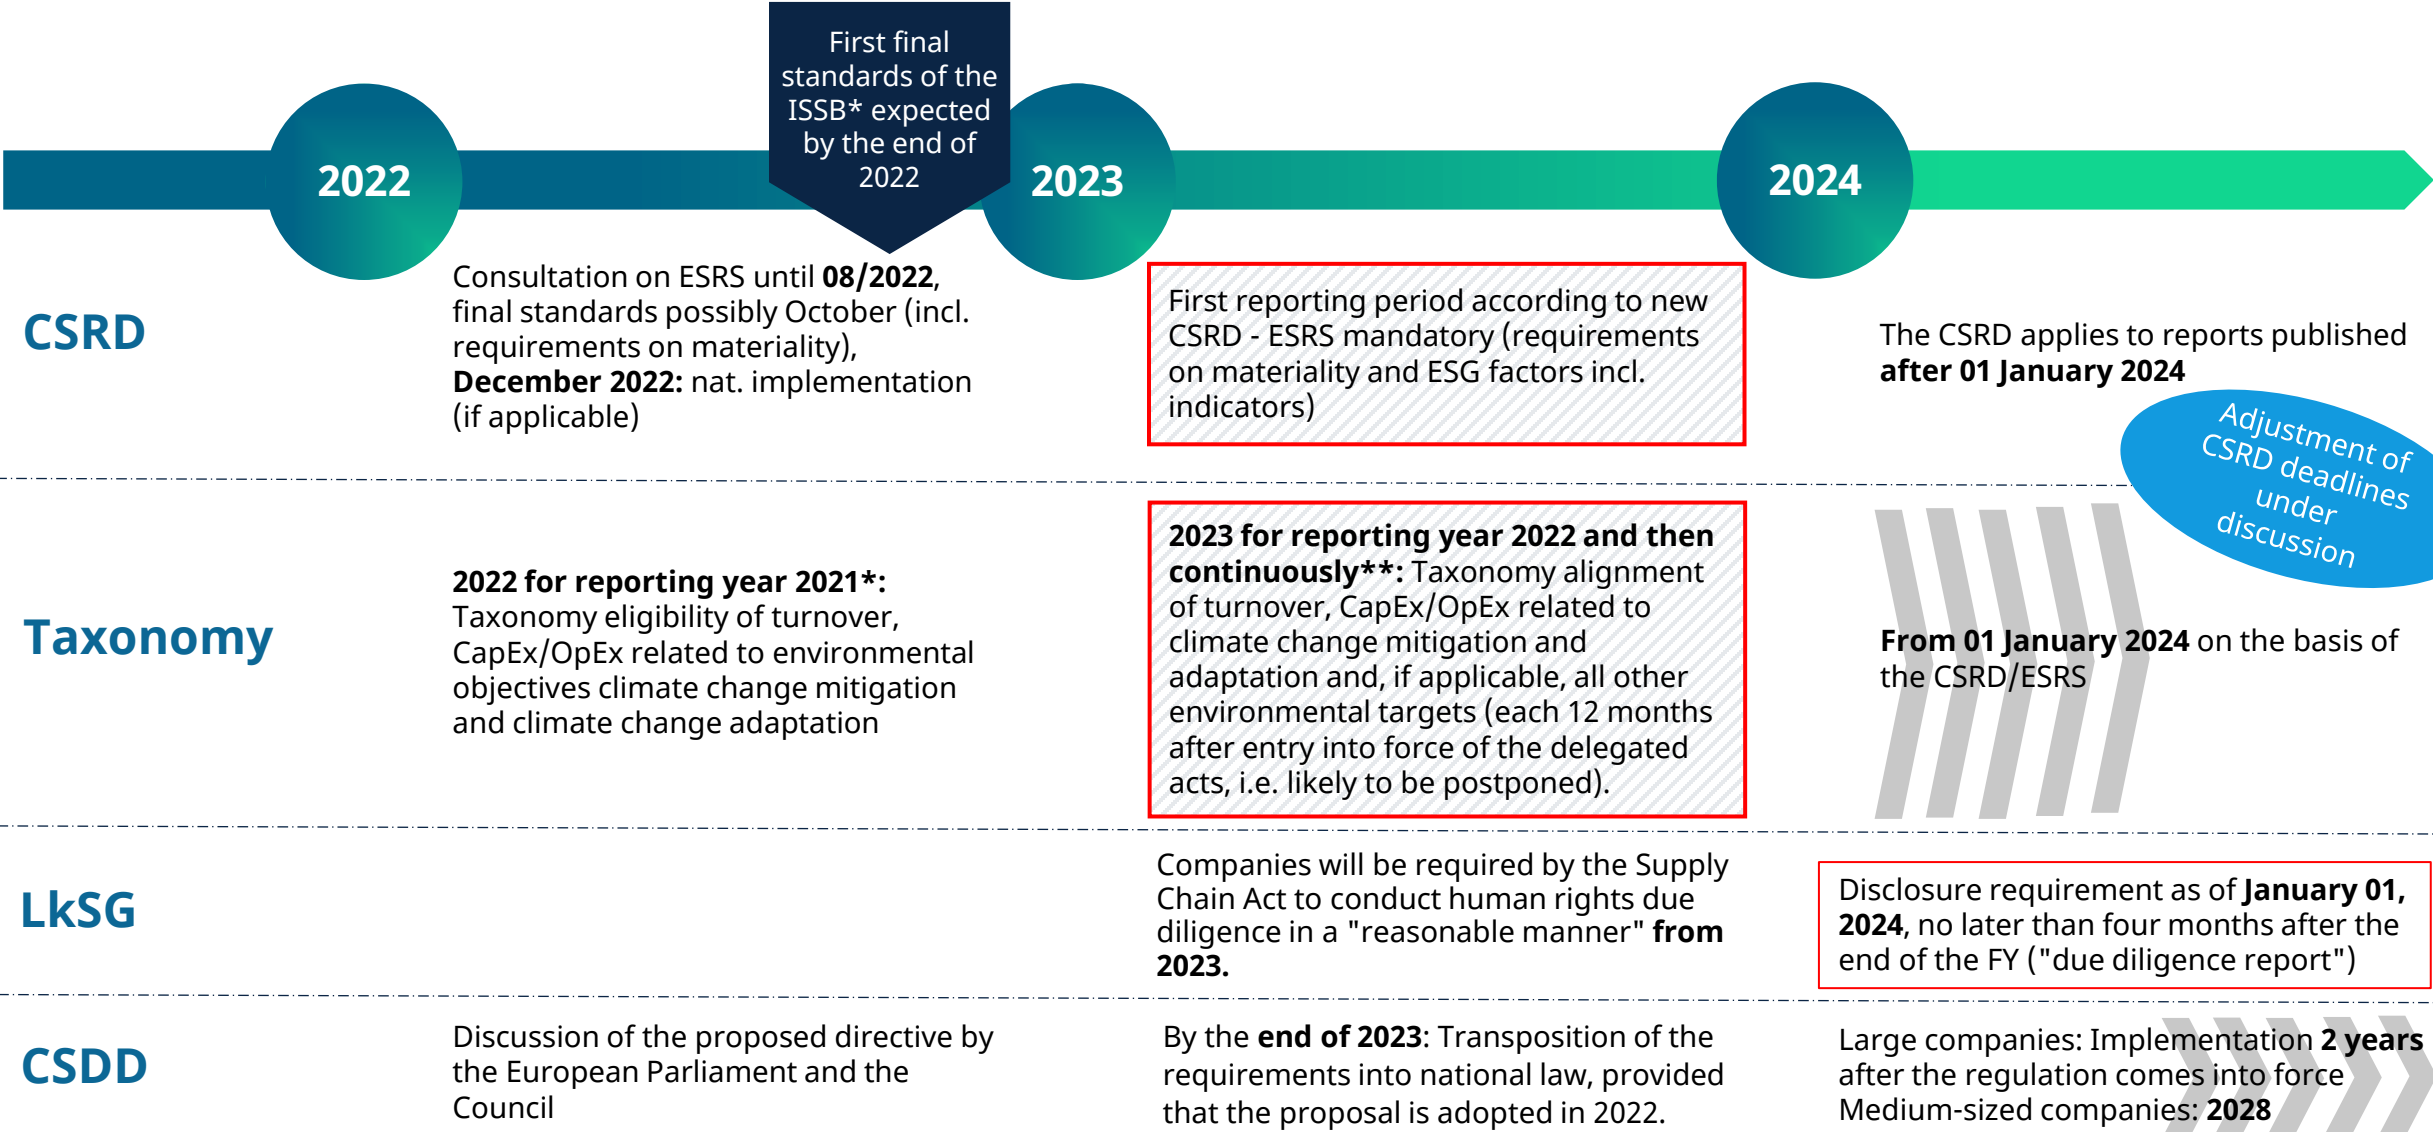 First final
standards of the
ISSB* expected
by the end of
2022
2022
2023
2024
CSRD
Consultation on ESRS until 08/2022,
final standards possibly October (incl.
requirements on materiality),
December 2022: nat. implementation
(if applicable)
First reporting period according to new
CSRD - ESRS mandatory (requirements
on materiality and ESG factors incl.
indicators)
The CSRD applies to reports published
after 01 January 2024
Adjustment of
CSRD deadlines
under
discussion
Taxonomy
2022 for reporting year 2021*:
Taxonomy eligibility of turnover,
CapEx/OpEx related to environmental
objectives climate change mitigation
and climate change adaptation
2023 for reporting year 2022 and then
continuously**: Taxonomy alignment
of turnover, CapEx/OpEx related to
climate change mitigation and
adaptation and, if applicable, all other
environmental targets (each 12 months
after entry into force of the delegated
acts, i.e. likely to be postponed).
From 01 January 2024 on the basis of
the CSRD/ESRS
LkSG
Companies will be required by the Supply
Chain Act to conduct human rights due
diligence in a "reasonable manner" from
2023.
Disclosure requirement as of January 01,
2024, no later than four months after the
end of the FY ("due diligence report")
CSDD
Discussion of the proposed directive by
the European Parliament and the
Council
By the end of 2023: Transposition of the
requirements into national law, provided
that the proposal is adopted in 2022.
Large companies: Implementation 2 years
after the regulation comes into force
Medium-sized companies: 2028